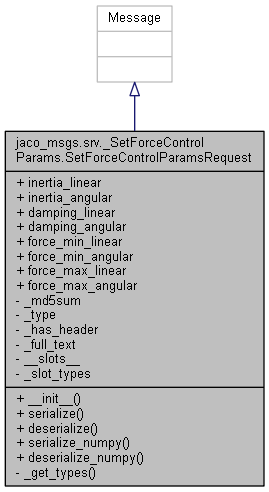 Message
jaco_msgs.srv._SetForceControl
Params.SetForceControlParamsRequest
+ inertia_linear
+ inertia_angular
+ damping_linear
+ damping_angular
+ force_min_linear
+ force_min_angular
+ force_max_linear
+ force_max_angular
- _md5sum
- _type
- _has_header
- _full_text
- __slots__
- _slot_types
+ __init__()
+ serialize()
+ deserialize()
+ serialize_numpy()
+ deserialize_numpy()
- _get_types()